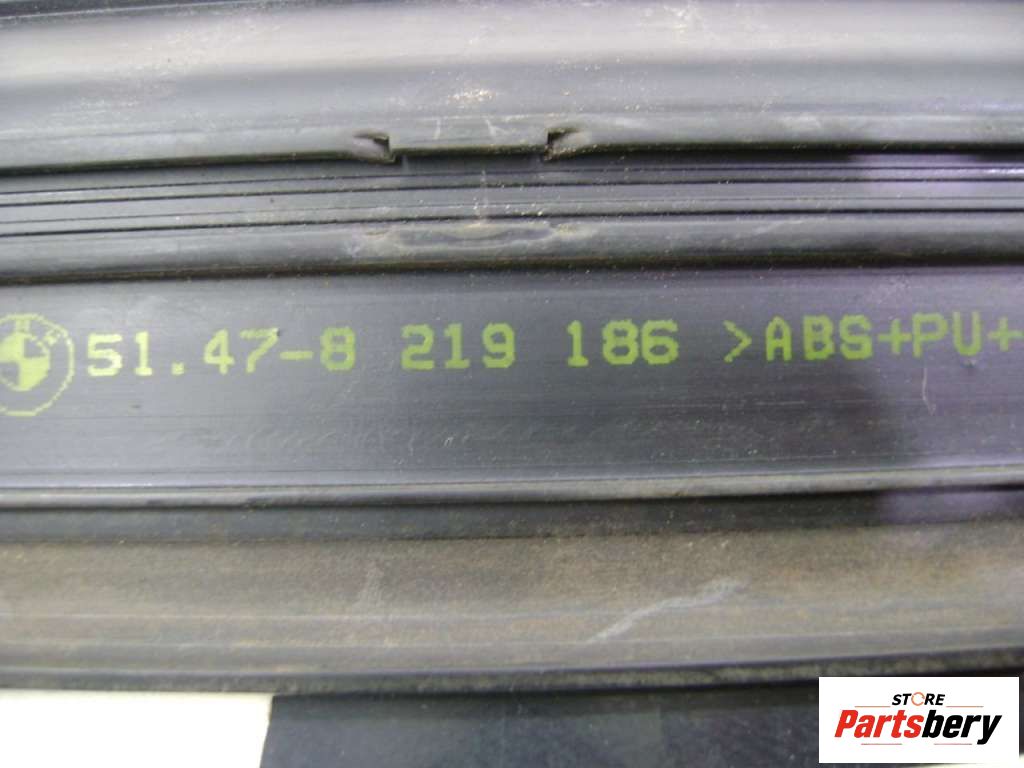 51.47-8 219 186 >ABS+PU+
STORE
Partsbery